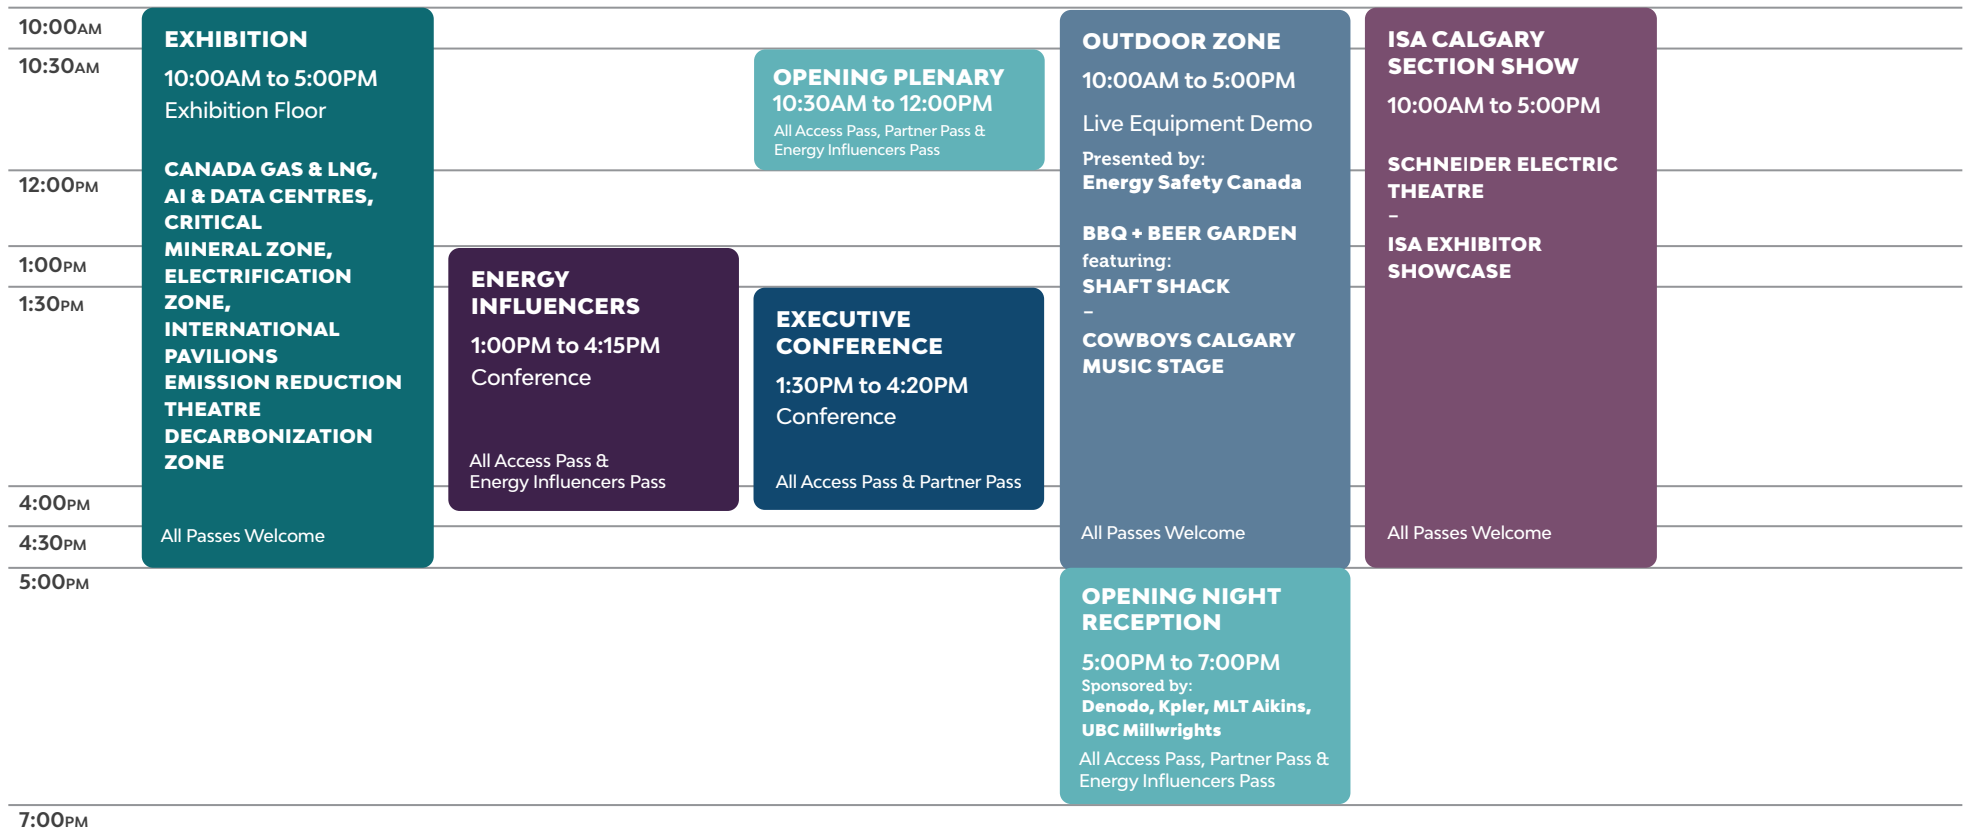 10:00AM
10:30AM
12:00PM
1:00PM
1:30PM
4:00PM
4:30PM
5:00PM
7:00PM
EXHIBITION
10:00AM to 5:00PM
Exhibition Floor
CANADA GAS & LNG,
AI & DATA CENTRES,
CRITICAL
MINERAL ZONE,
ELECTRIFICATION
ZONE,
INTERNATIONAL
PAVILIONS
EMISSION REDUCTION
THEATRE
DECARBONIZATION
ZONE
All Passes Welcome
ENERGY
INFLUENCERS
1:00PM to 4:15PM
Conference
All Access Pass &
Energy Influencers Pass
OPENING PLENARY
10:30AM to 12:00PM
All Access Pass, Partner Pass &
Energy Influencers Pass
EXECUTIVE
CONFERENCE
1:30PM to 4:20PM
Conference
All Access Pass & Partner Pass
OUTDOOR ZONE
10:00AM to 5:00PM
Live Equipment Demo
Presented by:
Energy Safety Canada
BBQ + BEER GARDEN
featuring:
SHAFT SHACK
–
COWBOYS CALGARY
MUSIC STAGE
All Passes Welcome
OPENING NIGHT
RECEPTION
5:00PM to 7:00PM
Sponsored by:
Denodo, Kpler, MLT Aikins,
UBC Millwrights
All Access Pass, Partner Pass &
Energy Influencers Pass
ISA CALGARY
SECTION SHOW
10:00AM to 5:00PM
SCHNEIDER ELECTRIC
THEATRE
–
ISA EXHIBITOR
SHOWCASE
All Passes Welcome